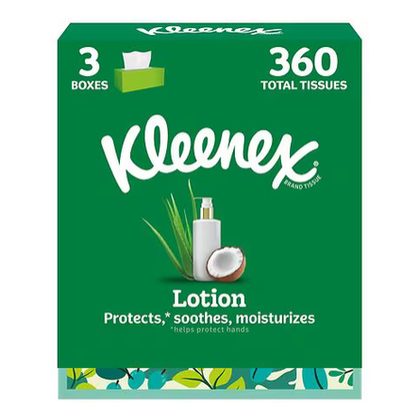 3
BOXES
360
TOTAL TISSUES
Kleenex®
BRAND TISSUE
Lotion
Protects,* soothes, moisturizes
*helps protect hands